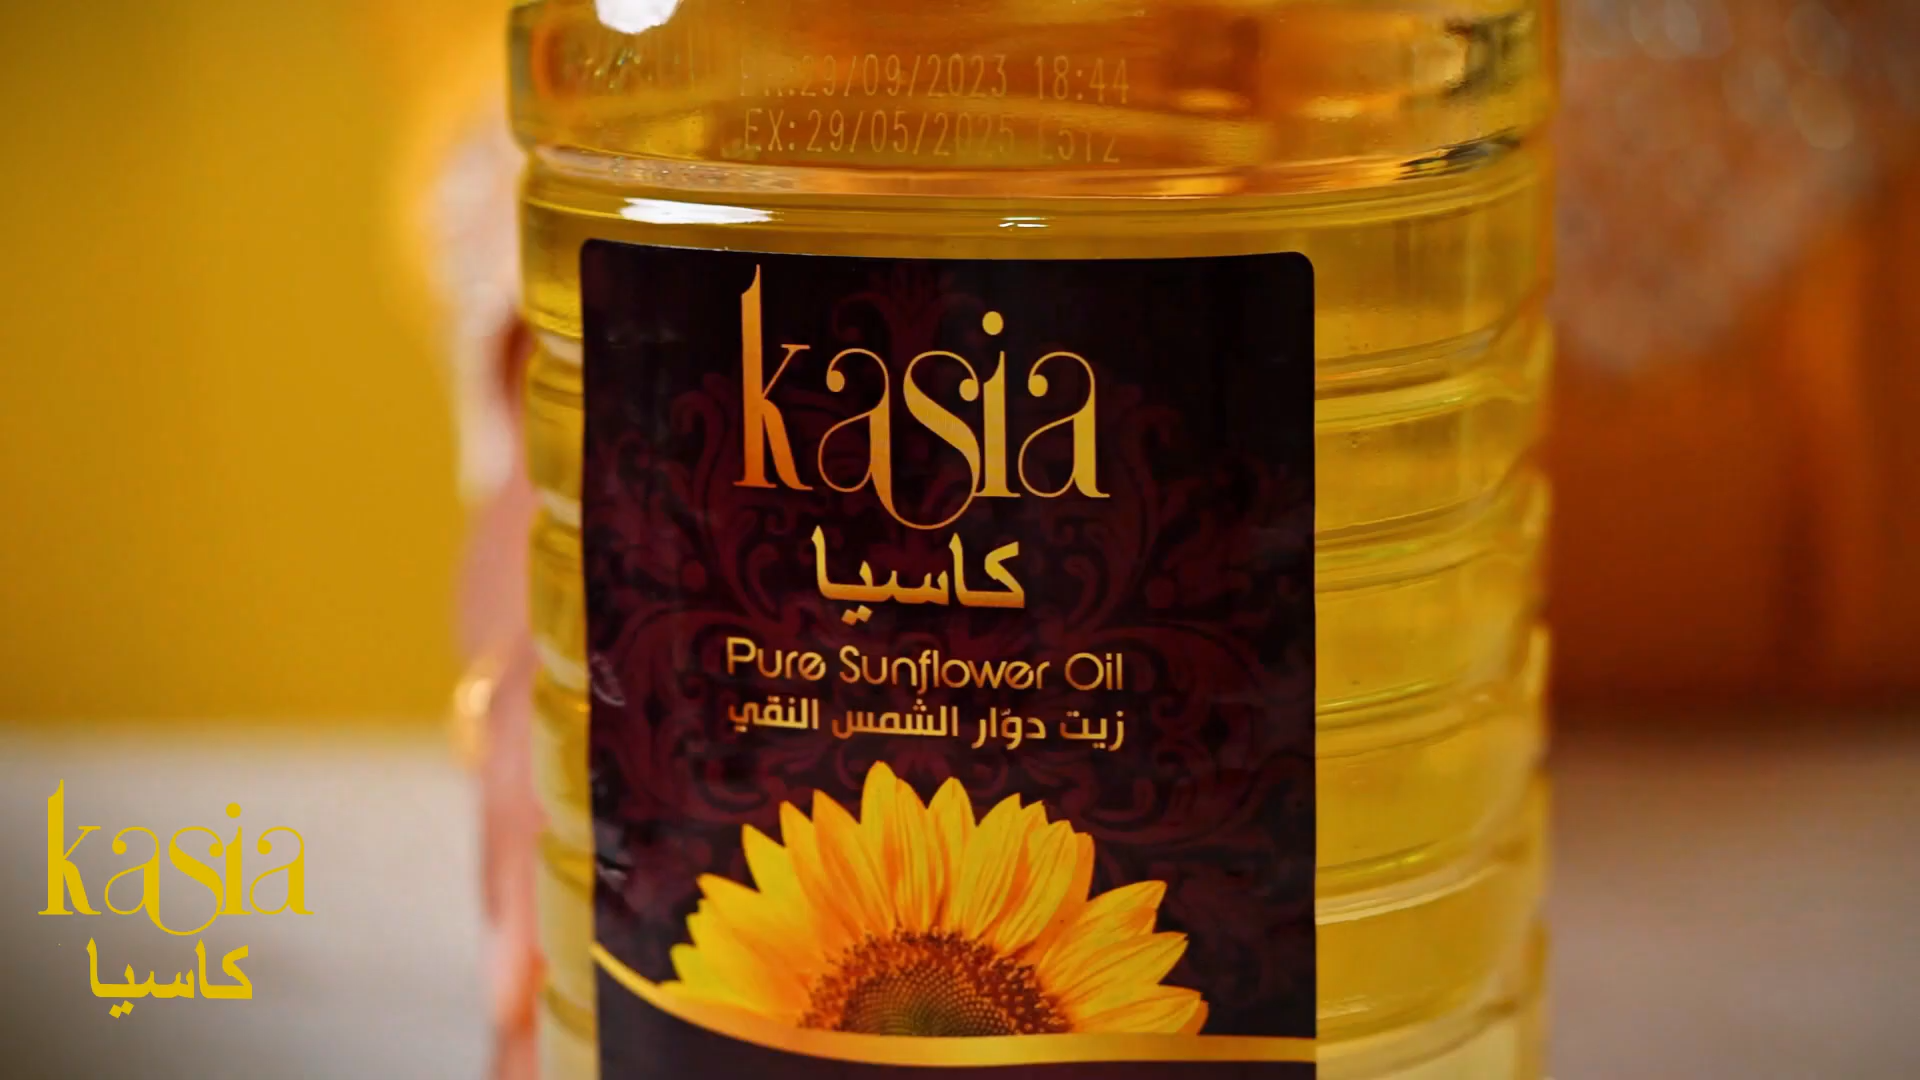 PR:29/09/2023 18:44
EX:29/05/2025 L512
kasia
كاسيا
Pure Sunflower Oil
زيت دوّار الشمس النقي
kasia
كاسيا